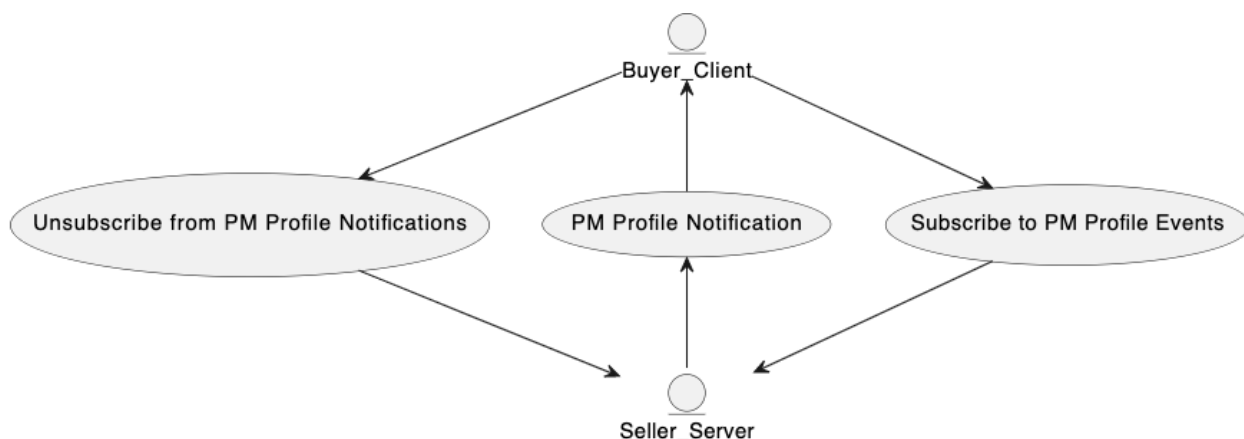 Buyer_Client
Unsubscribe from PM Profile Notifications
PM Profile Notification
Subscribe to PM Profile Events
Seller_Server